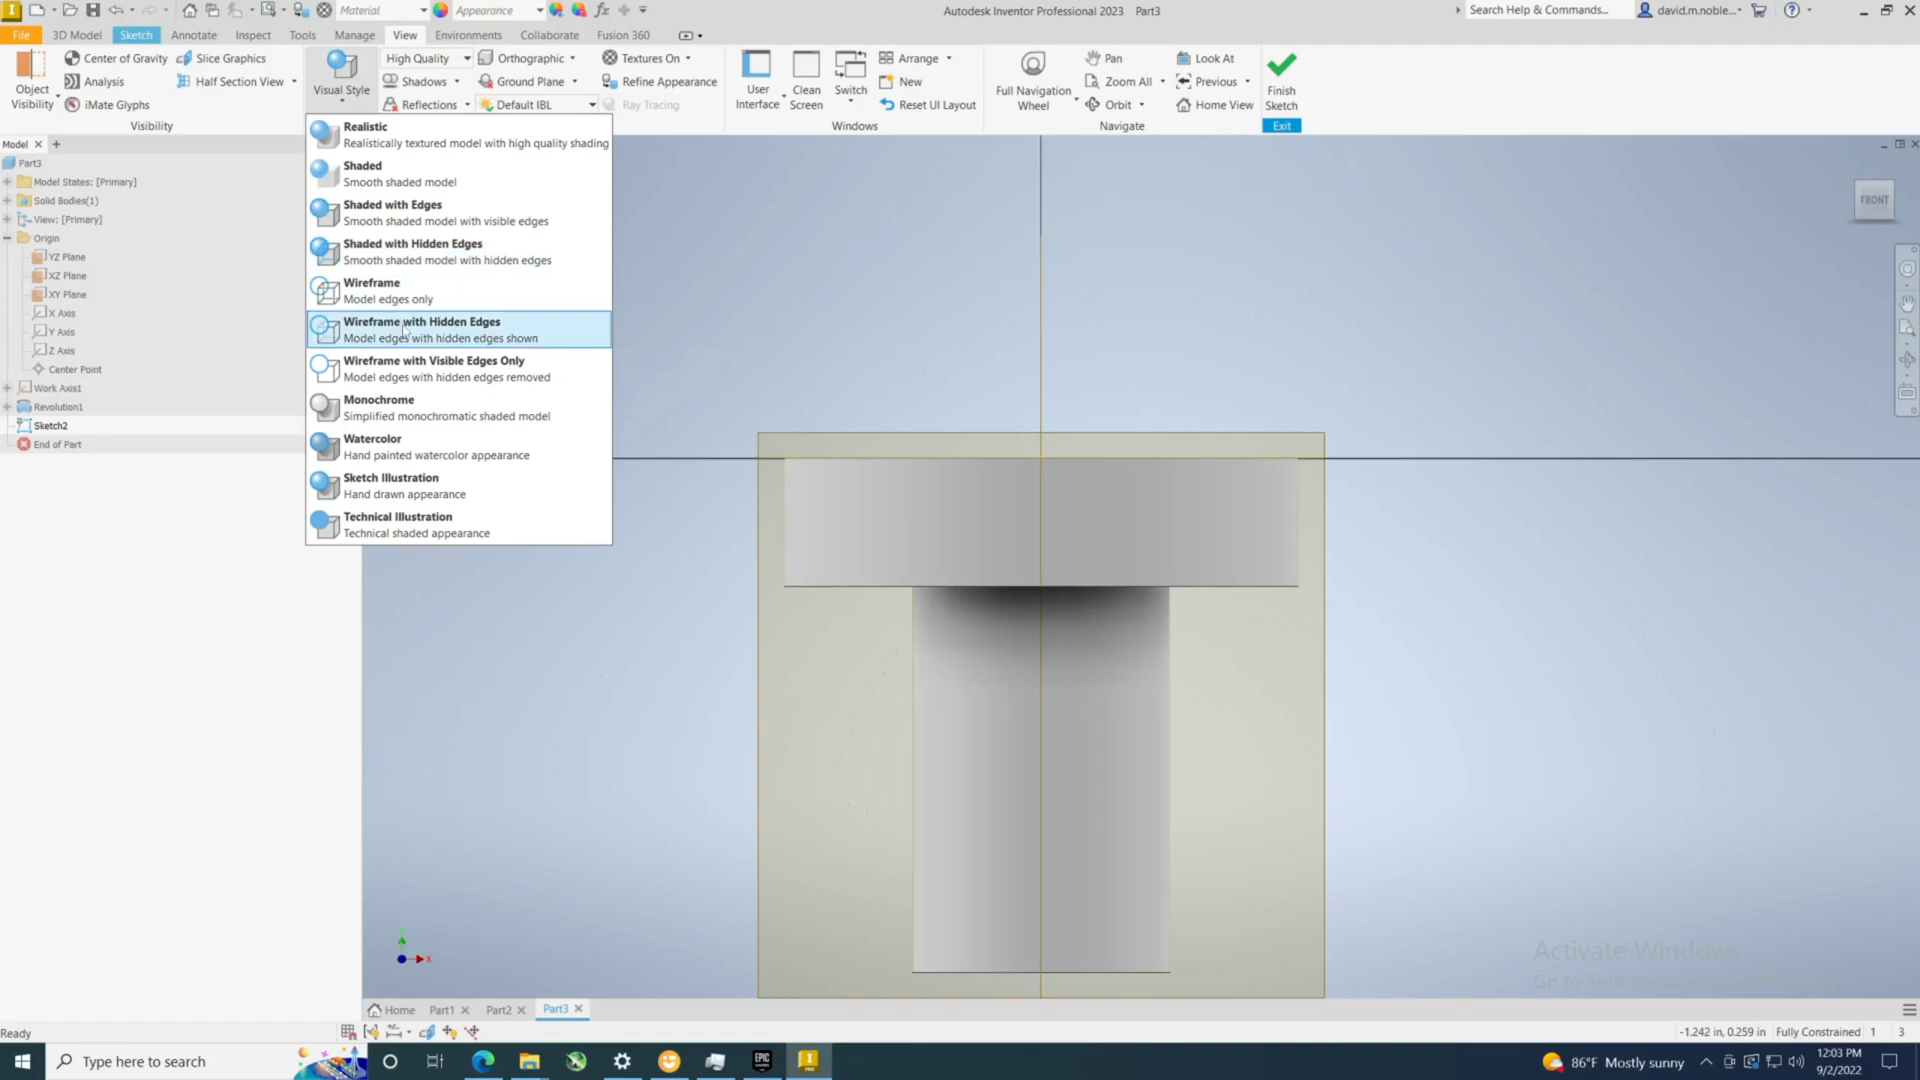 Material
Appearance
Autodesk Inventor Professional 2023 Part3
Search Help & Commands...
david.m.noble...
File 3D Model Sketch Annotate Inspect Tools Manage View Environments Collaborate Fusion 360
Object Visibility
Center of Gravity
Slice Graphics
Analysis
Half Section View
iMate Glyphs
Visibility
Visual Style
High Quality
Orthographic
Textures On
Shadows
Ground Plane
Refine Appearance
Reflections
Default IBL
Ray Tracing
User Interface
Clean Screen
Switch
Arrange
New
Reset UI Layout
Windows
Full Navigation Wheel
Pan
Look At
Zoom All
Previous
Orbit
Home View
Navigate
Finish Sketch
Exit
Realistic
Realistically textured model with high quality shading
Shaded
Smooth shaded model
Shaded with Edges
Smooth shaded model with visible edges
Shaded with Hidden Edges
Smooth shaded model with hidden edges
Wireframe
Model edges only
Wireframe with Hidden Edges
Model edges with hidden edges shown
Wireframe with Visible Edges Only
Model edges with hidden edges removed
Monochrome
Simplified monochromatic shaded model
Watercolor
Hand painted watercolor appearance
Sketch Illustration
Hand drawn appearance
Technical Illustration
Technical shaded appearance
Model
Part3
Model States: [Primary]
Solid Bodies(1)
View: [Primary]
Origin
YZ Plane
XZ Plane
XY Plane
X Axis
Y Axis
Z Axis
Center Point
Work Axis1
Revolution1
Sketch2
End of Part
FRONT
X
Activate Windows
Home Part1 Part2 Part3
Ready
-1.242 in, 0.259 in Fully Constrained 1 3
Type here to search
EPIC GAMES
86°F Mostly sunny
12:03 PM
9/2/2022